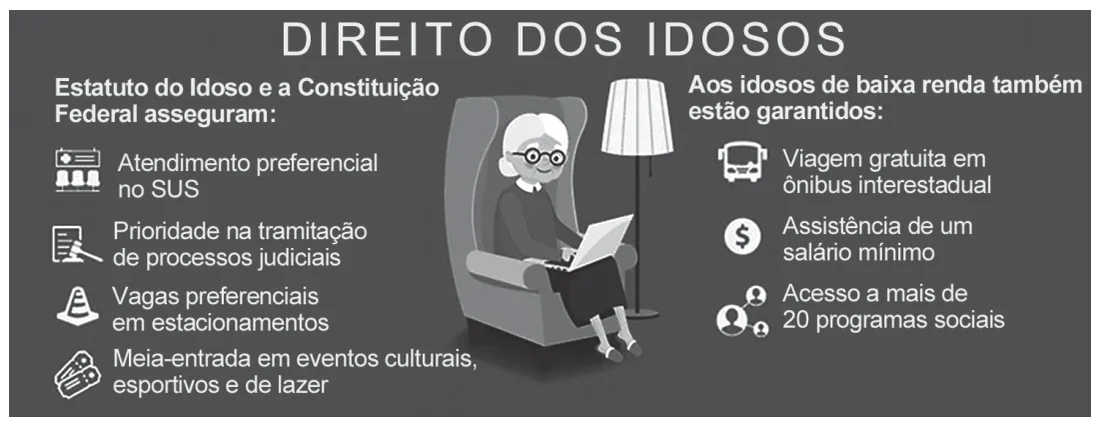 DIREITO DOS IDOSOS
Estatuto do Idoso e a Constituição
Federal asseguram:
Atendimento preferencial
no SUS
Prioridade na tramitação
de processos judiciais
Vagas preferenciais
em estacionamentos
Meia-entrada em eventos culturais,
esportivos e de lazer
Aos idosos de baixa renda também
estão garantidos:
Viagem gratuita em
ônibus interestadual
Assistência de um
salário mínimo
Acesso a mais de
20 programas sociais